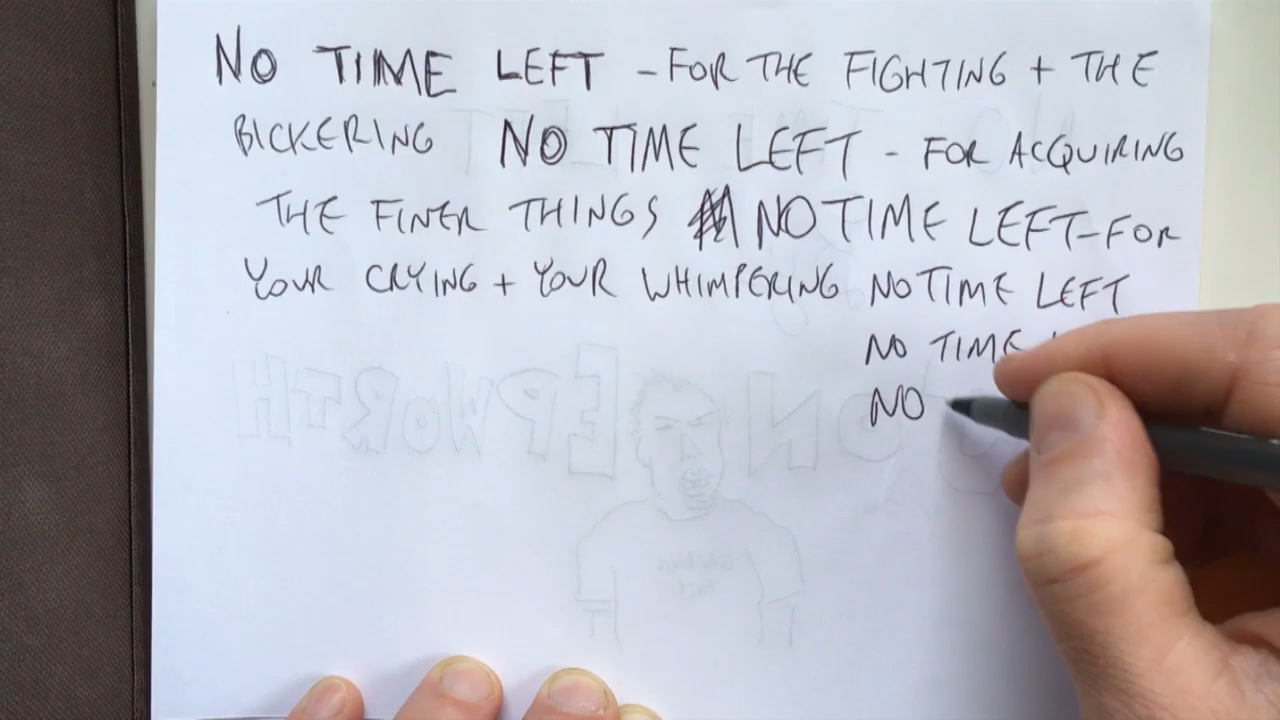 NO TIME LEFT - FOR THE FIGHTING + THE
BICKERING NO TIME LEFT - FOR ACQUIRING
THE FINER THINGS NO TIME LEFT-FOR
YOUR CRYING + YOUR WHIMPERING NO TIME LEFT
NO TIME
NO
EPWORTH